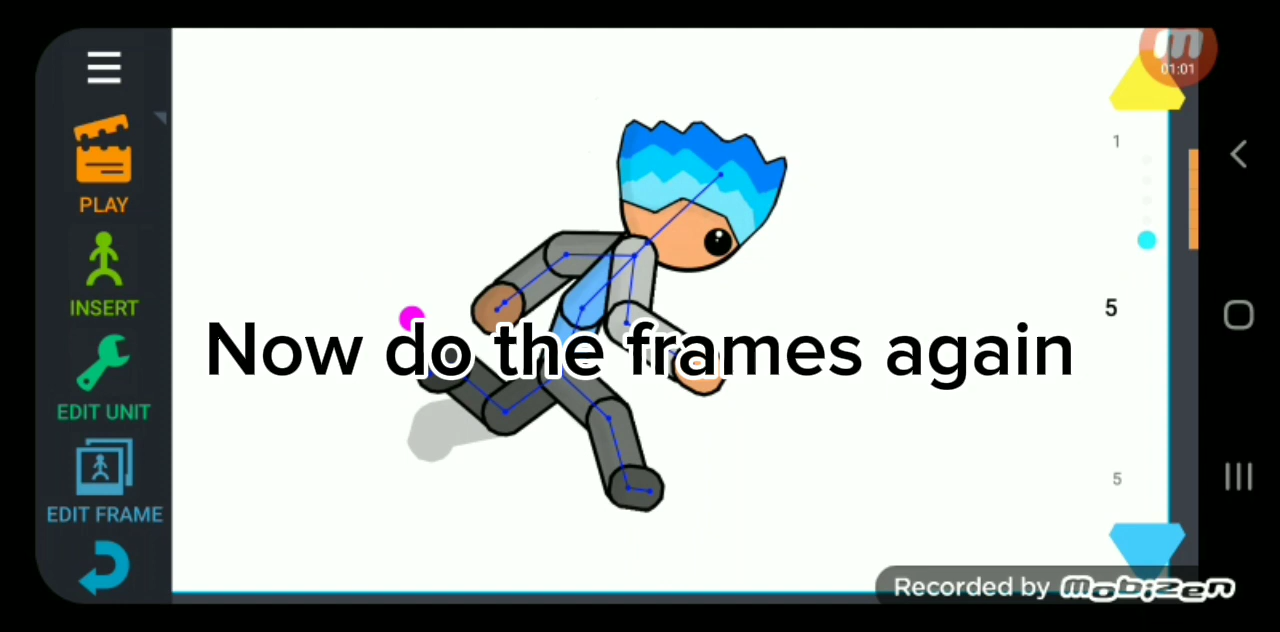 01:01
PLAY
INSERT
EDIT UNIT
EDIT FRAME
1
5
5
Now do the frames again
Recorded by Mobizen